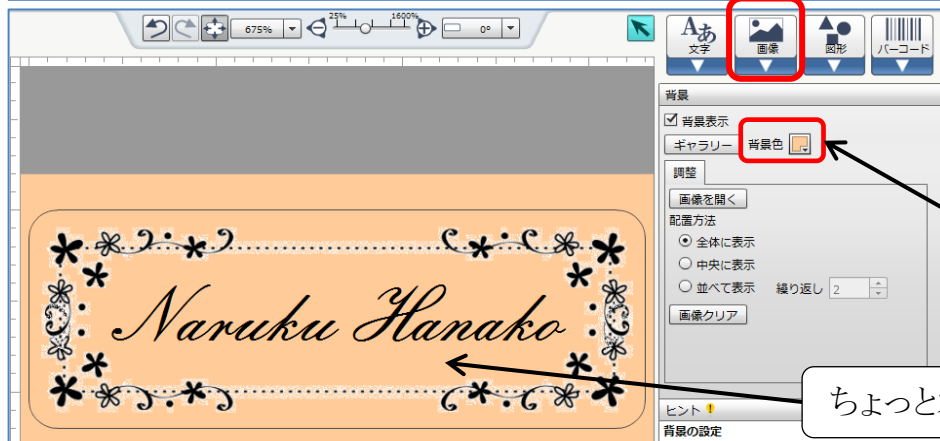 25%
1600%
675%
0°
文字
画像
図形
バーコード
背景
背景表示
ギャラリー
背景色
調整
画像を開く
配置方法
全体に表示
中央に表示
並べて表示 繰り返し 2
画像クリア
Naruku Hanako
ちょっと
ヒント
背景の設定